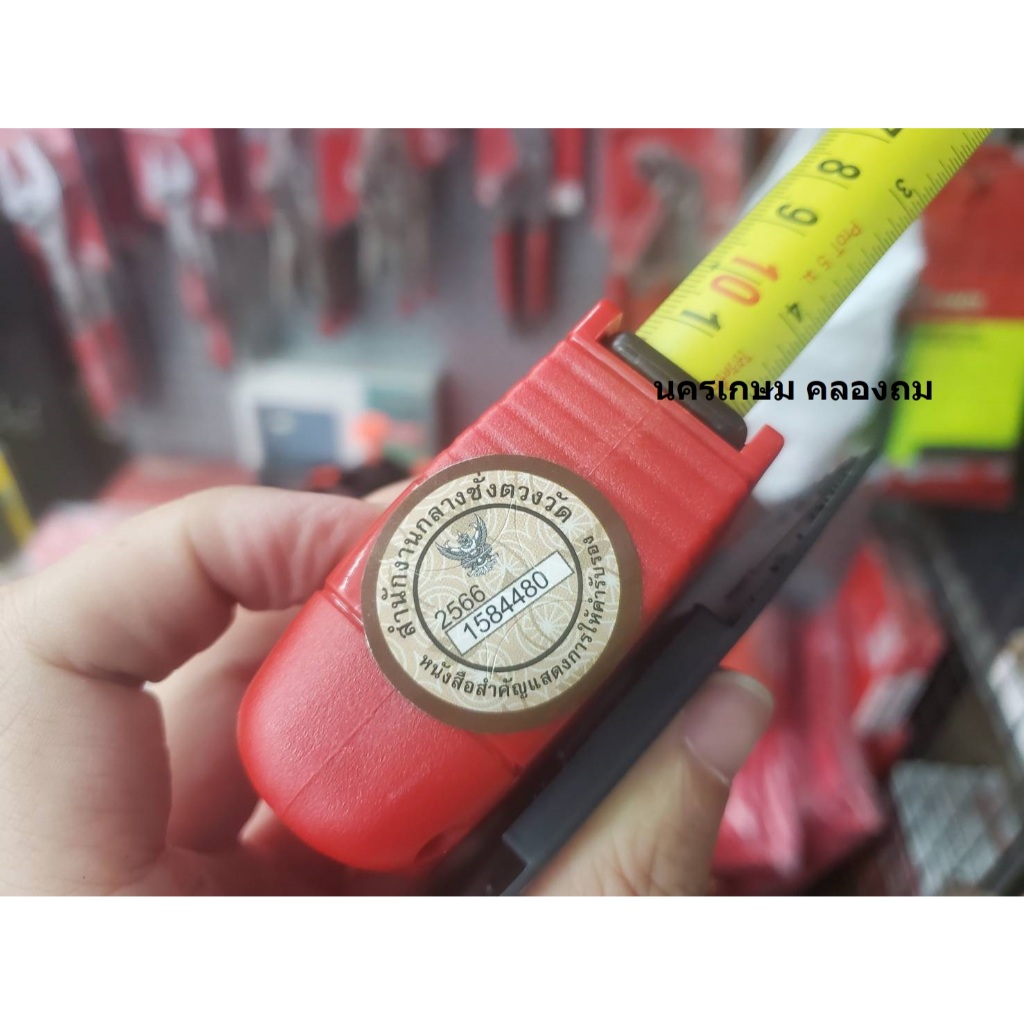 8
9
3
ProT S.L
10
4
1
นครเกษม คลองถม
สำนักงานกลางชั่งตวงวัด
2566
1584480
หนังสือสำคัญแสดงการให้คำรับรอง